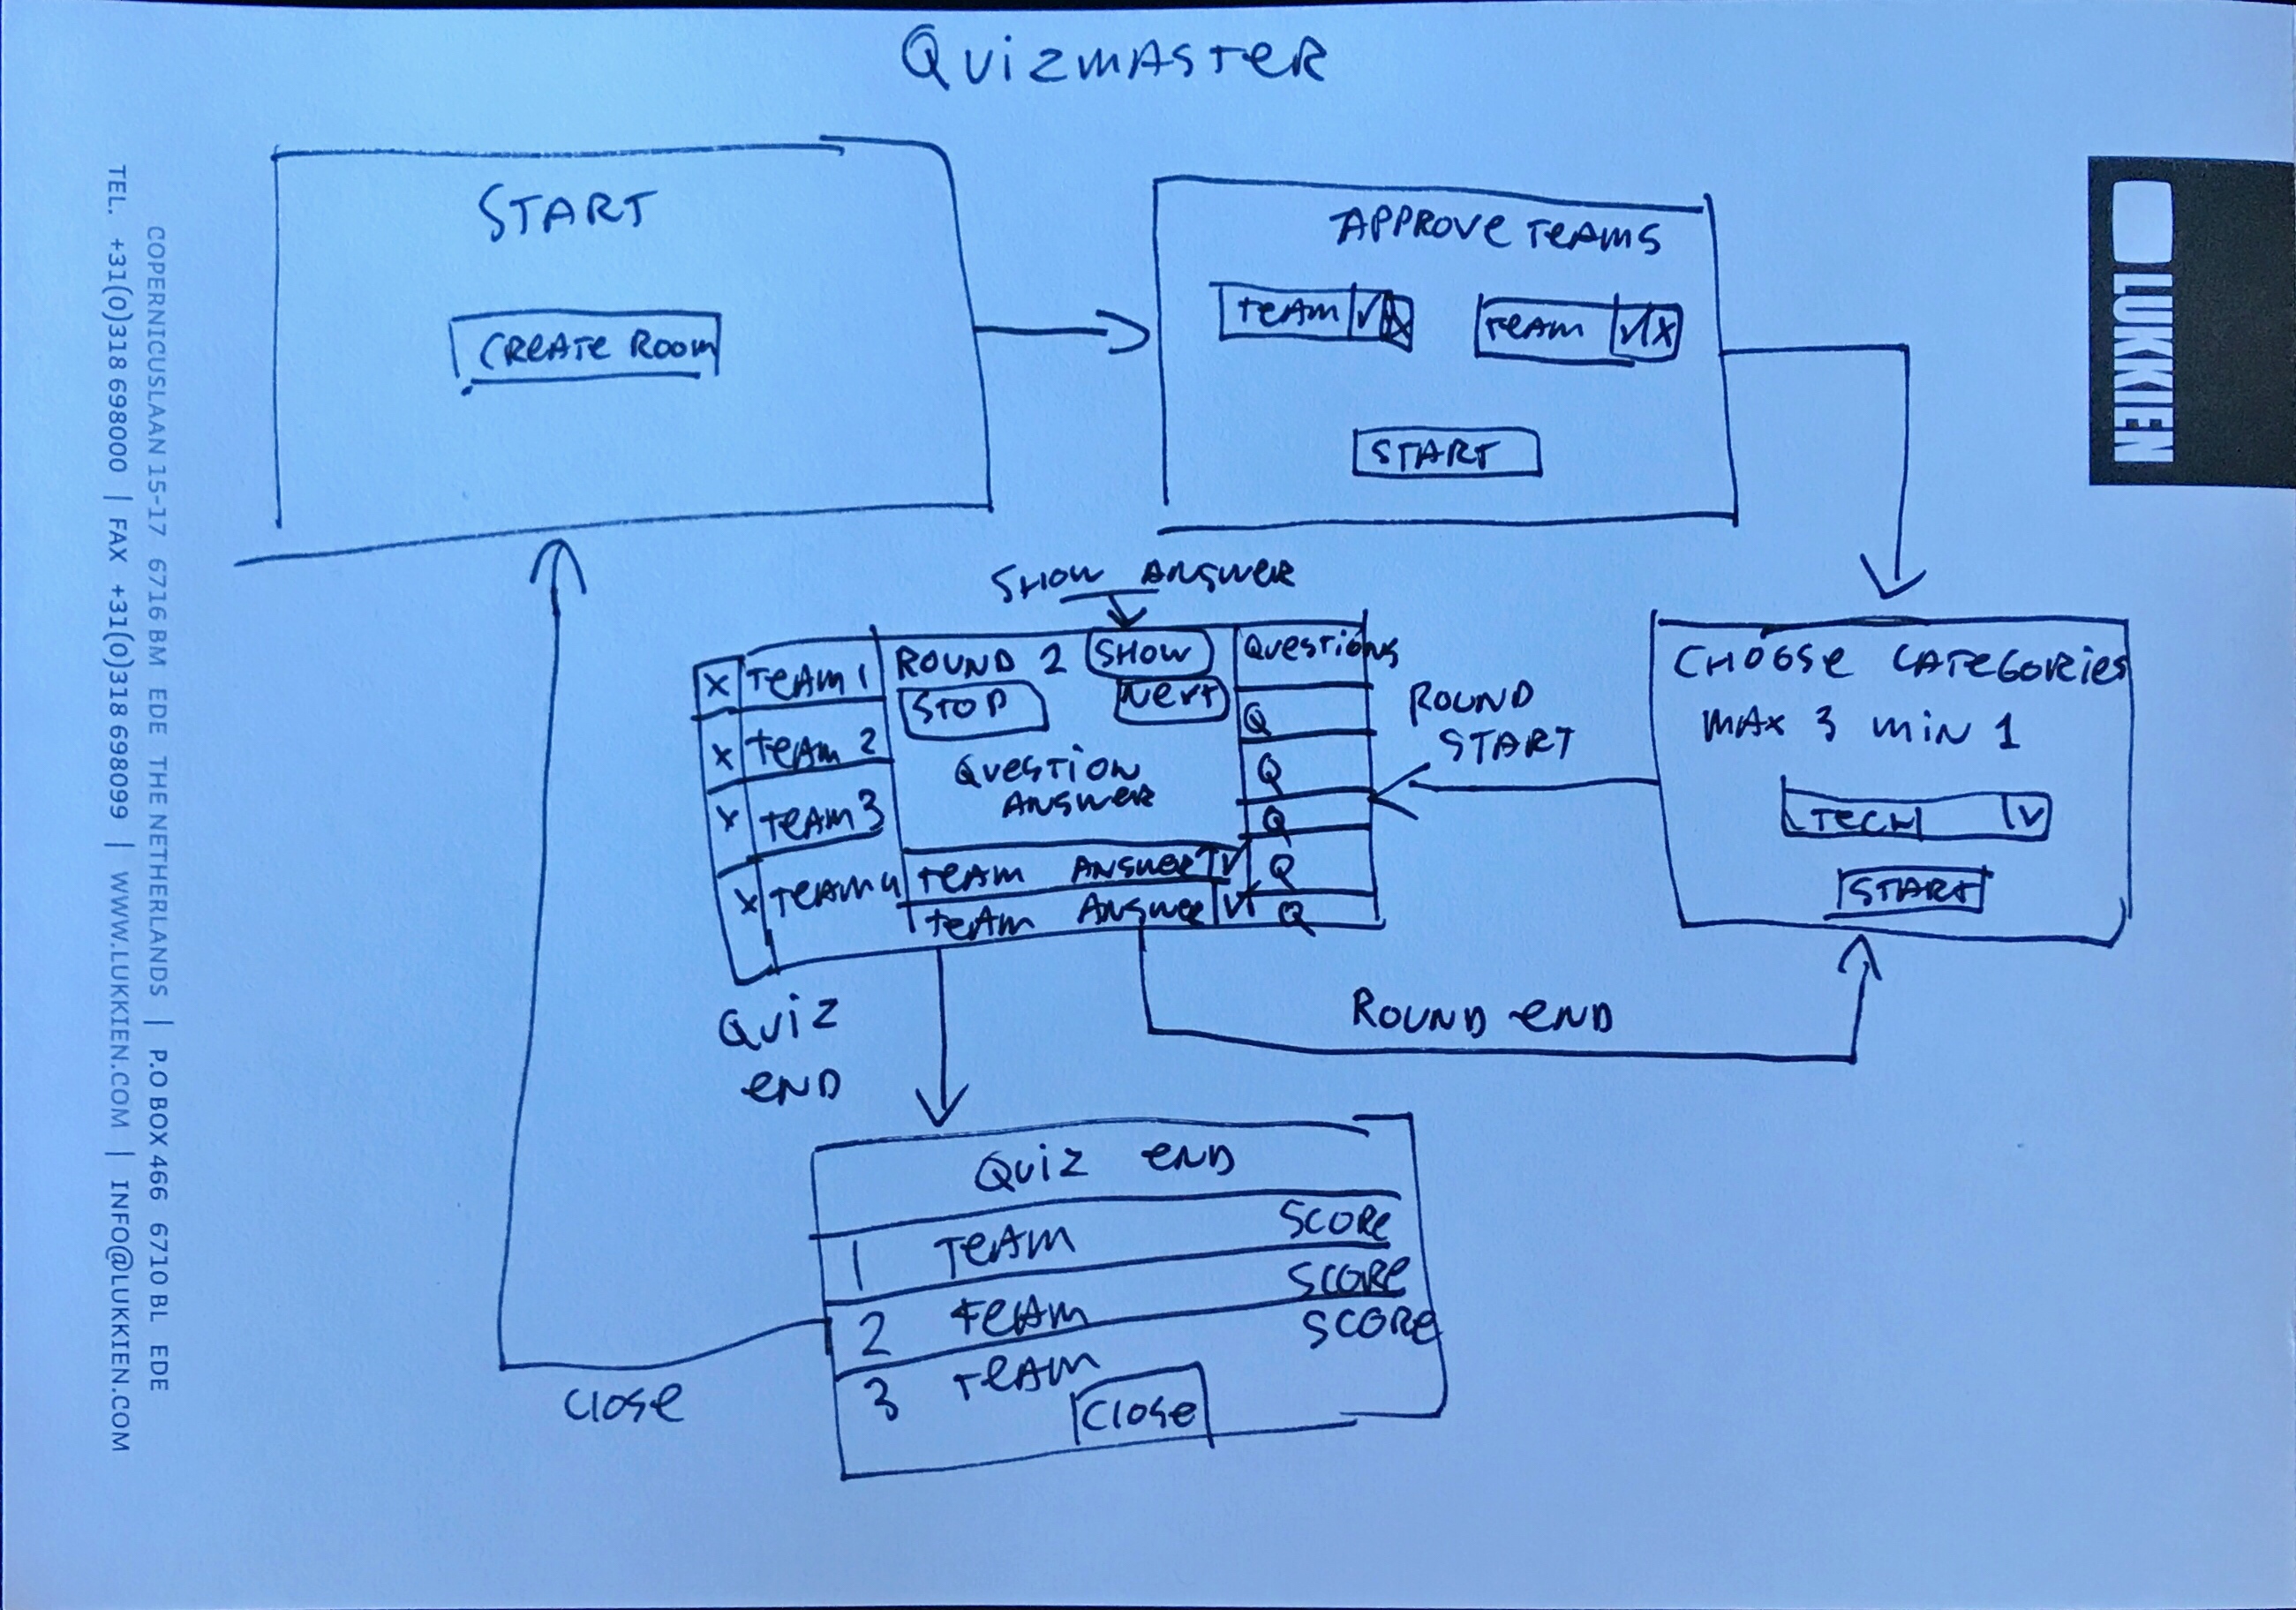 QUIZMASTER
START
CREATE ROOM
APPROVE TEAMS
TEAM V X
TEAM V X
START
SHOW ANSWER
X TEAM 1
X TEAM 2
X TEAM 3
X TEAM 4
ROUND 2 SHOW
STOP NEXT
QUESTION
ANSWER
TEAM ANSWER V
TEAM ANSWER V
QUESTIONS
Q
Q
Q
Q
Q
ROUND
START
CHOOSE CATEGORIES
MAX 3 MIN 1
TECH V
START
ROUND END
QUIZ
END
QUIZ END
1 TEAM SCORE
2 TEAM SCORE
3 TEAM SCORE
CLOSE
CLOSE
LUKKIEN
COPERNICUSLAAN 15-17 6716 BM EDE THE NETHERLANDS | P.O BOX 466 6710 BL EDE
TEL. +31(0)318 698000 | FAX +31(0)318 698099 | WWW.LUKKIEN.COM | INFO@LUKKIEN.COM